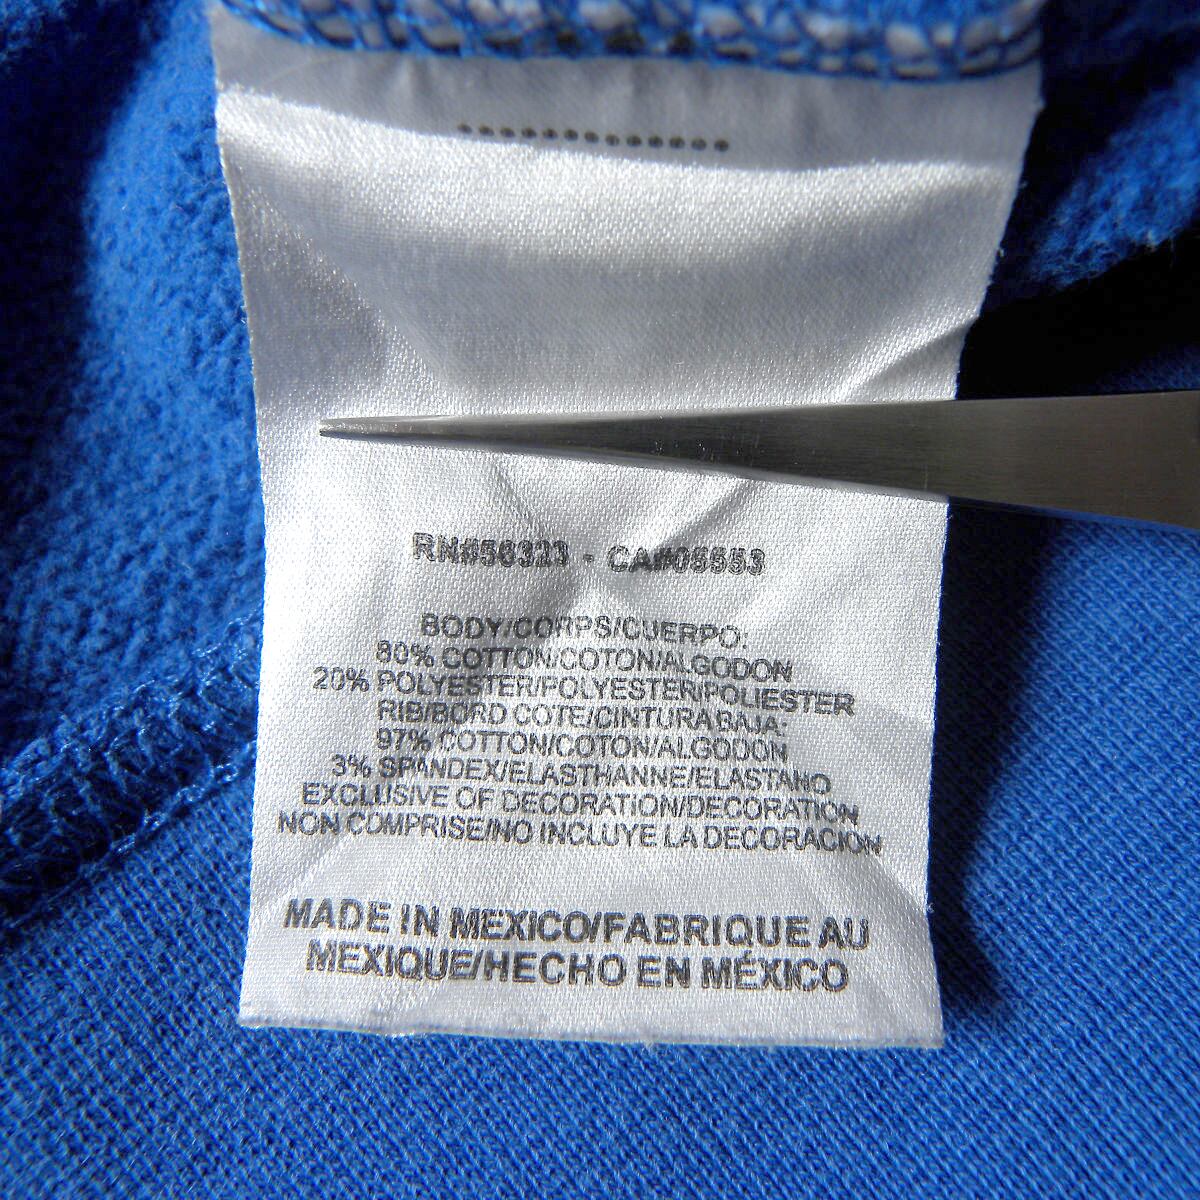 RN#56323 - CA#05553
BODY/CORPS/CUERPO:
80% COTTON/COTON/ALGODON
20% POLYESTER/POLYESTER/POLIESTER
RIB/BORD COTE/CINTURA BAJA:
97% COTTON/COTON/ALGODON
3% SPANDEX/ELASTHANNE/ELASTANO
EXCLUSIVE OF DECORATION/DECORATION
NON COMPRISE/NO INCLUYE LA DECORACION
MADE IN MEXICO/FABRIQUE AU
MEXIQUE/HECHO EN MÉXICO